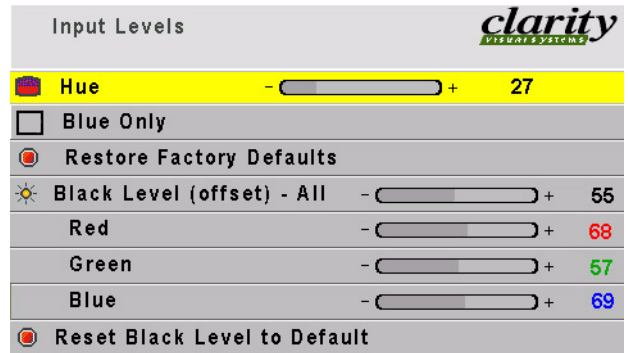 Input Levels
clarity
VISUAL SYSTEMS
Hue - + 27
Blue Only
Restore Factory Defaults
Black Level (offset) - All - + 55
Red - + 68
Green - + 57
Blue - + 69
Reset Black Level to Default